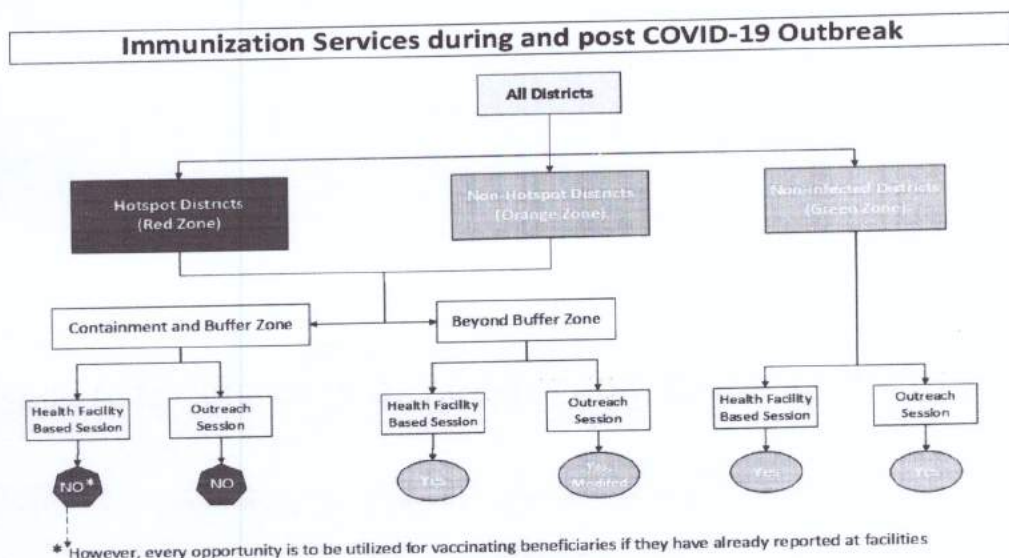 Immunization Services during and post COVID-19 Outbreak
All Districts
Hotspot Districts
(Red Zone)
Non-Hotspot Districts
(Orange Zone)
Non-infected Districts
(Green Zone)
Containment and Buffer Zone
Beyond Buffer Zone
Health Facility
Based Session
Outreach
Session
Health Facility
Based Session
Outreach
Session
Health Facility
Based Session
Outreach
Session
NO*
NO
Yes
Yes,
Modified
Yes
Yes
* However, every opportunity is to be utilized for vaccinating beneficiaries if they have already reported at facilities